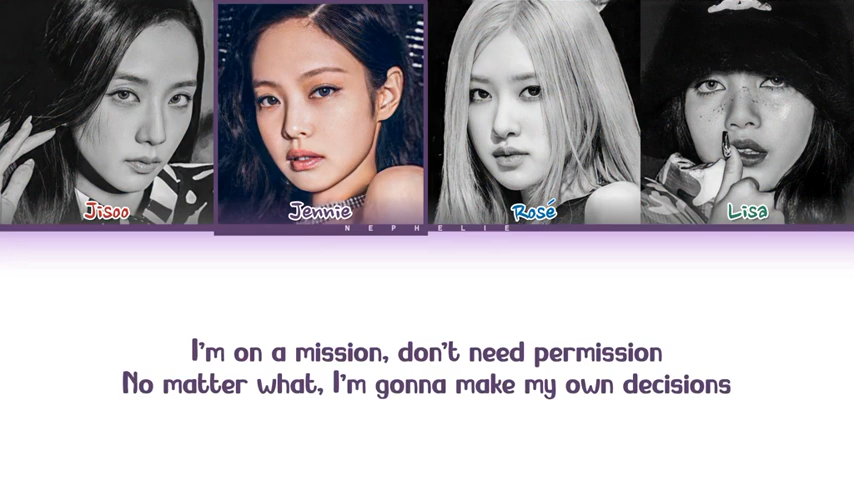 Jisoo
Jennie
Rosé
Lisa
NEPHELIE
I'm on a mission, don't need permission
No matter what, I'm gonna make my own decisions